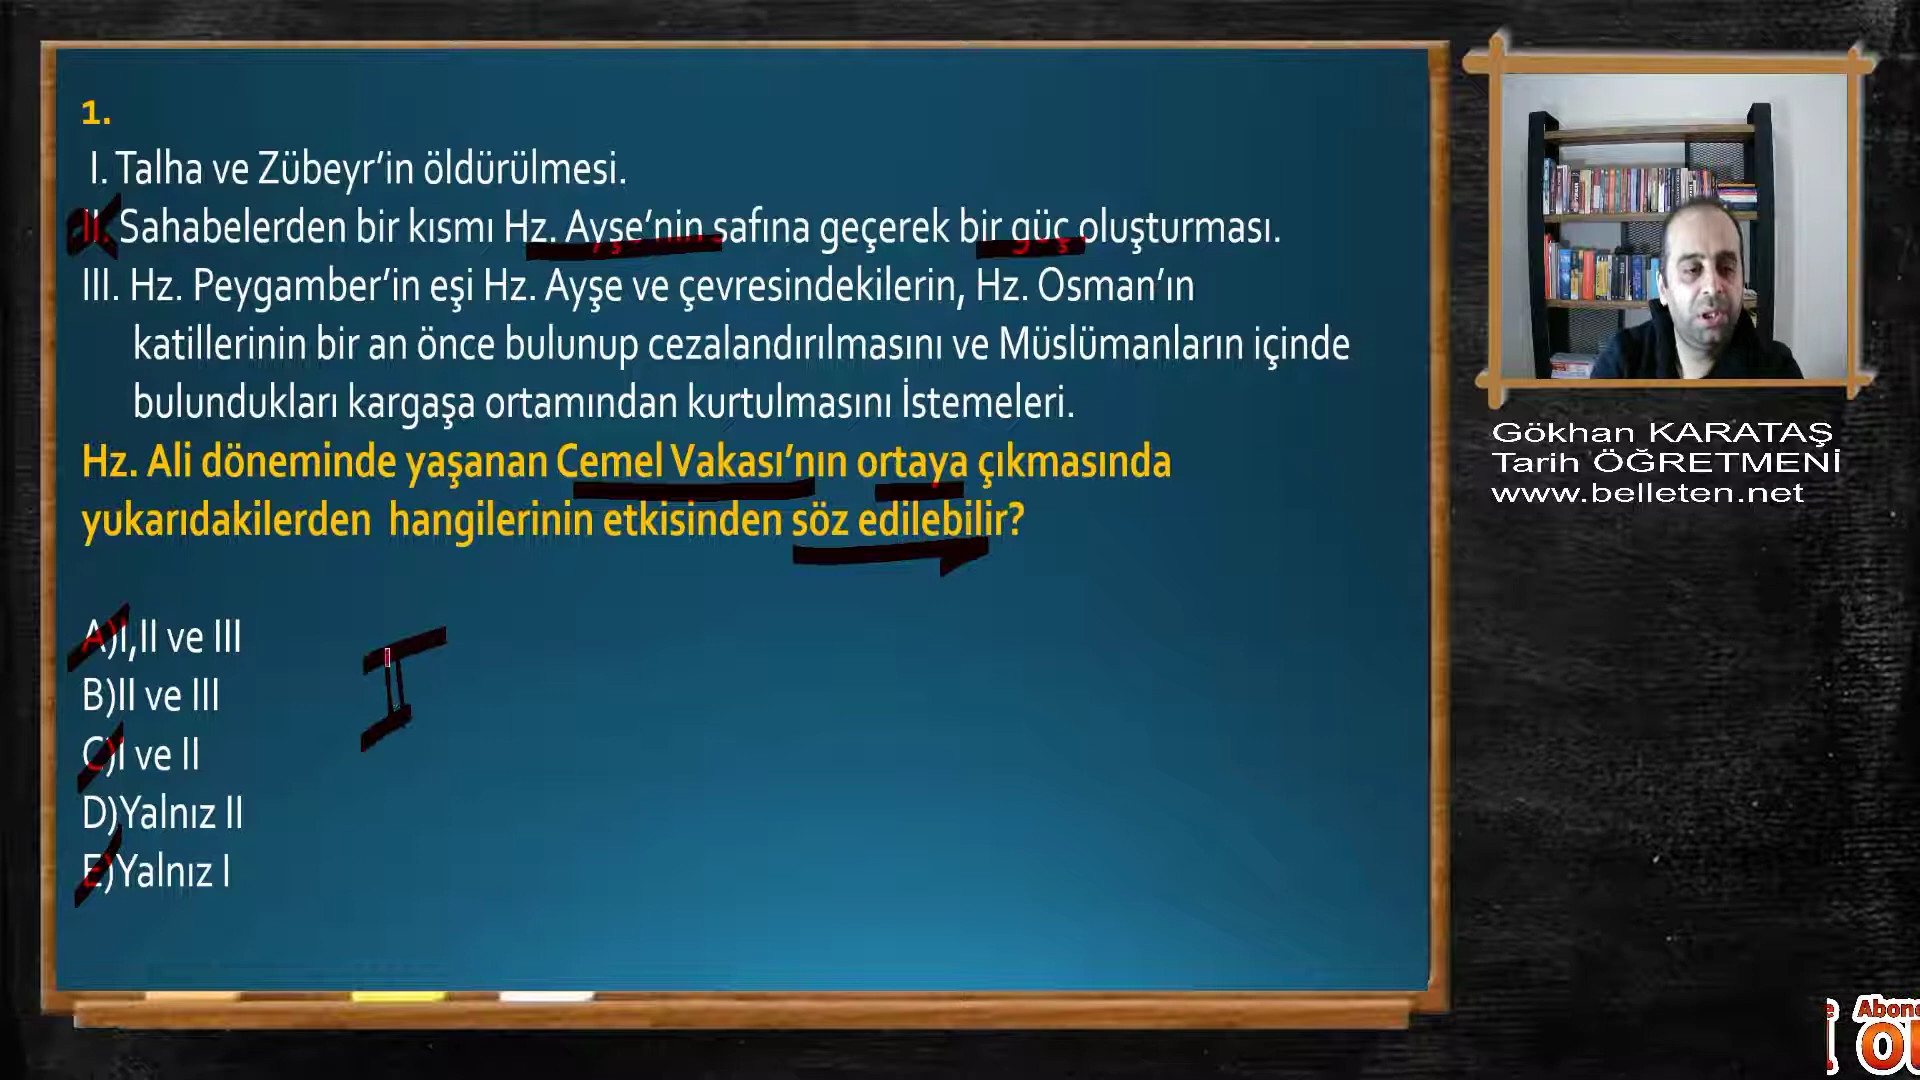 1.
I. Talha ve Zübeyr’in öldürülmesi.
II. Sahabelerden bir kısmı Hz. Ayşe’nin safına geçerek bir güç oluşturması.
III. Hz. Peygamber’in eşi Hz. Ayşe ve çevresindekilerin, Hz. Osman’ın
katillerinin bir an önce bulunup cezalandırılmasını ve Müslümanların içinde
bulundukları kargaşa ortamından kurtulmasını İstemeleri.
Hz. Ali döneminde yaşanan Cemel Vakası’nın ortaya çıkmasında
yukarıdakilerden hangilerinin etkisinden söz edilebilir?
A)I,II ve III
B)II ve III
C)I ve II
D)Yalnız II
E)Yalnız I
I
Gökhan KARATAŞ
Tarih ÖĞRETMENİ
www.belleten.net